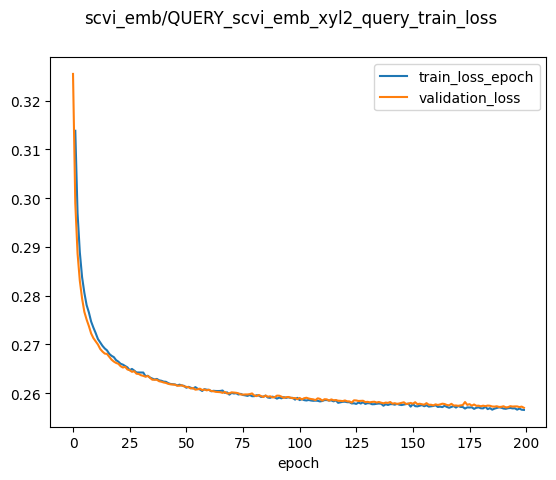 scvi_emb/QUERY_scvi_emb_xyl2_query_train_loss
train_loss_epoch
validation_loss
0.32
0.31
0.30
0.29
0.28
0.27
0.26
0 25 50 75 100 125 150 175 200
epoch